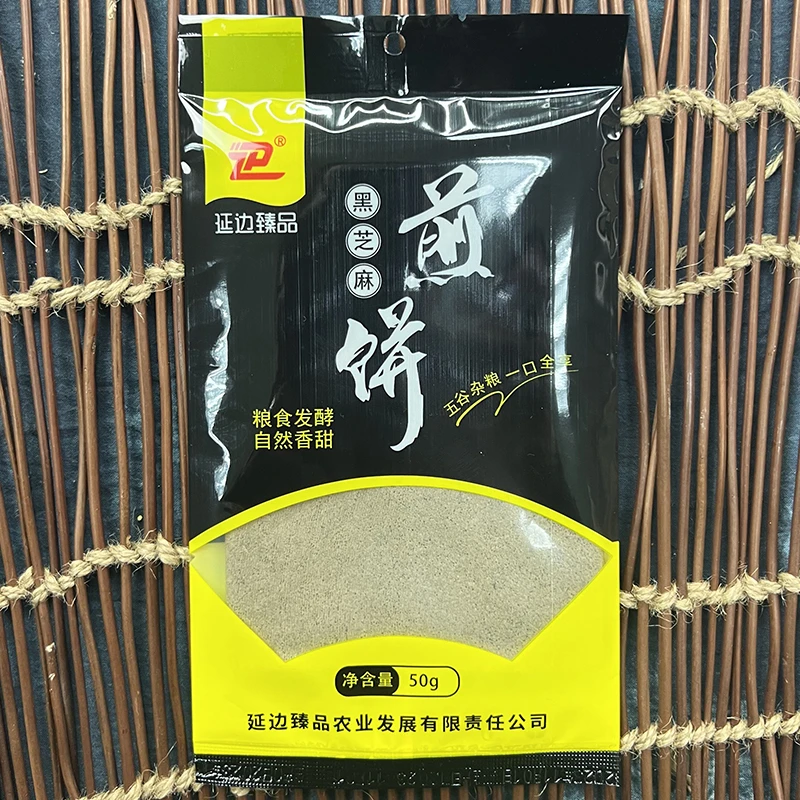 ®
延边臻品
黑芝麻
煎饼
五谷杂粮 一口全享
粮食发酵
自然香甜
净含量 50g
延边臻品农业发展有限责任公司